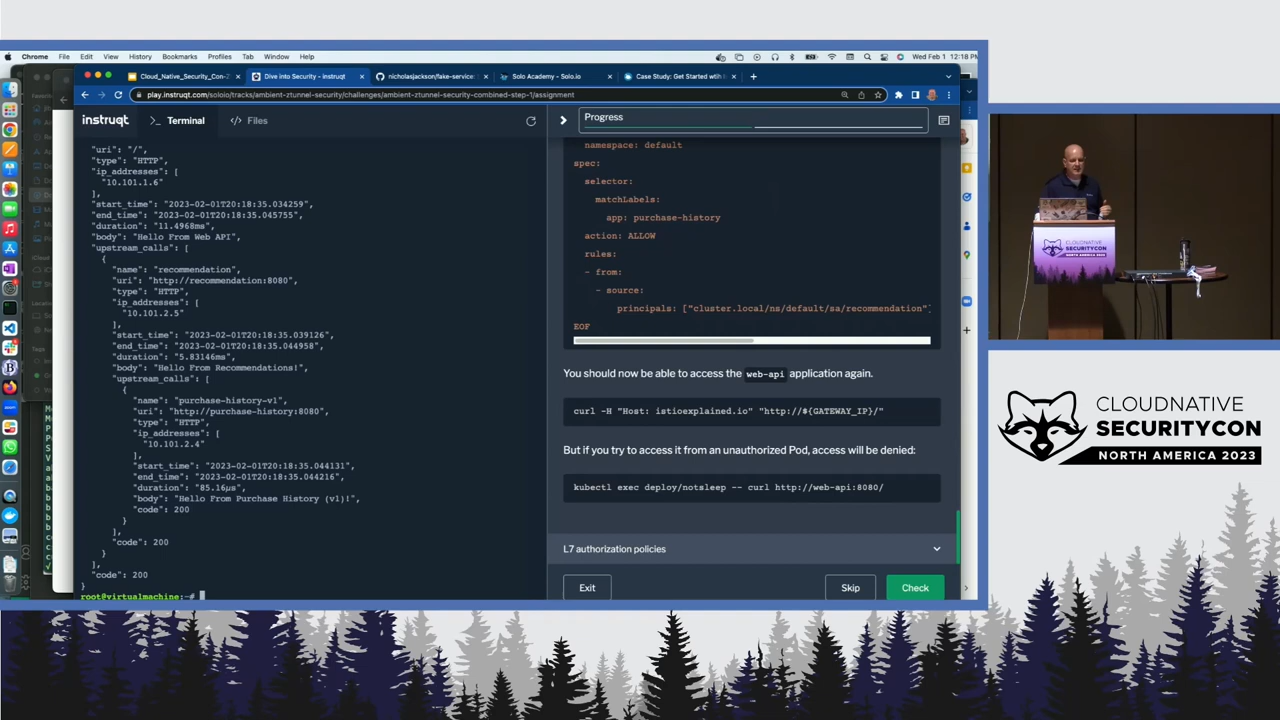 Chrome File Edit View History Bookmarks Profiles Tab Window Help
Wed Feb 1 12:18 PM
Cloud_Native_Security_Con-2
Dive into Security - Instruqt
nicholasjackson/fake-service:
Solo Academy - Solo.io
Case Study: Get Started with
play.instruqt.com/soloio/tracks/ambient-ztunnel-security/challenges/ambient-ztunnel-security-combined-step-1/assignment
instruqt
>_ Terminal
</> Files
Progress
"uri": "/",
"type": "HTTP",
"ip_addresses": [
"10.101.1.6"
],
"start_time": "2023-02-01T20:18:35.034259",
"end_time": "2023-02-01T20:18:35.045755",
"duration": "11.4968ms",
"body": "Hello From Web API",
"upstream_calls": [
{
"name": "recommendation",
"uri": "http://recommendation:8080",
"type": "HTTP",
"ip_addresses": [
"10.101.2.5"
],
"start_time": "2023-02-01T20:18:35.039126",
"end_time": "2023-02-01T20:18:35.044958",
"duration": "5.83146ms",
"body": "Hello From Recommendations!",
"upstream_calls": [
{
"name": "purchase-history-v1",
"uri": "http://purchase-history:8080",
"type": "HTTP",
"ip_addresses": [
"10.101.2.4"
],
"start_time": "2023-02-01T20:18:35.044131",
"end_time": "2023-02-01T20:18:35.044216",
"duration": "85.16µs",
"body": "Hello From Purchase History (v1)!",
"code": 200
}
],
"code": 200
}
],
"code": 200
}
root@virtualmachine:~#
namespace: default
spec:
selector:
matchLabels:
app: purchase-history
action: ALLOW
rules:
- from:
- source:
principals: ["cluster.local/ns/default/sa/recommendation"]
EOF
You should now be able to access the web-api application again.
curl -H "Host: istioexplained.io" "http://${GATEWAY_IP}/"
But if you try to access it from an unauthorized Pod, access will be denied:
kubectl exec deploy/notsleep -- curl http://web-api:8080/
L7 authorization policies
Exit
Skip
Check
CLOUDNATIVE
SECURITYCON
NORTH AMERICA 2023
CLOUDNATIVE
SECURITYCON
NORTH AMERICA 2023